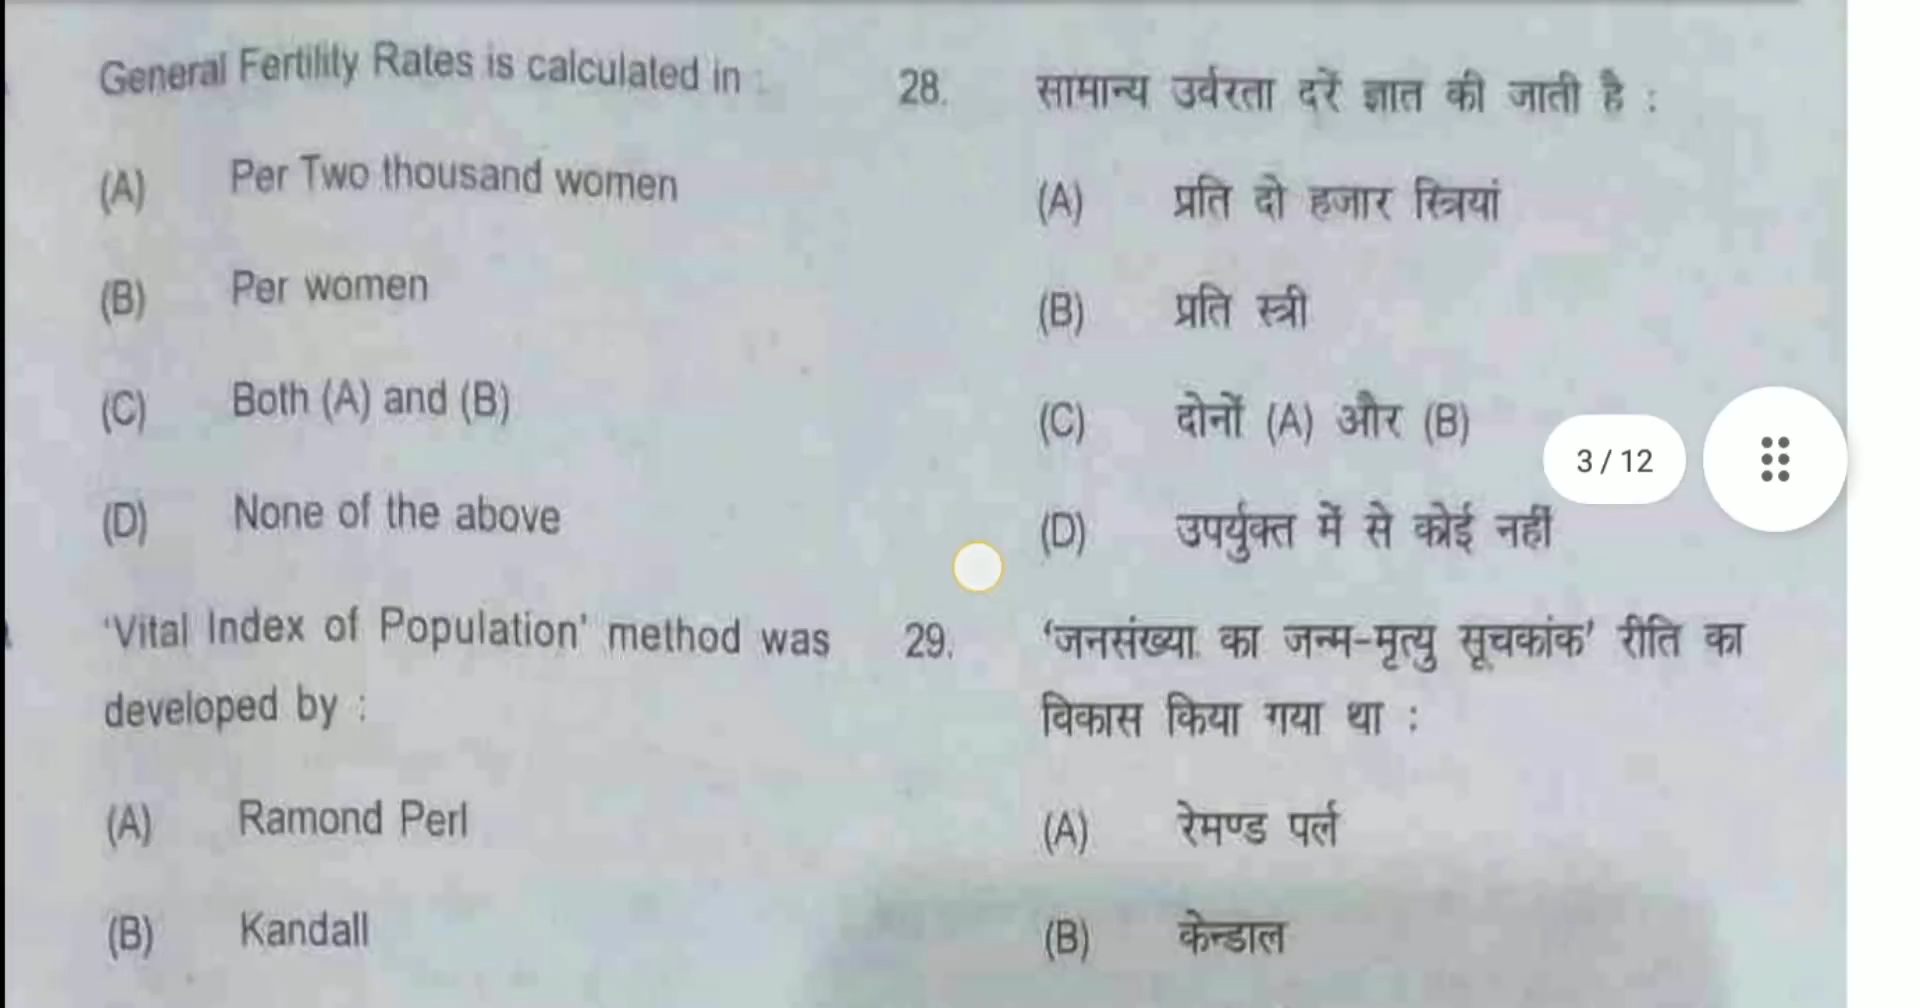 General Fertility Rates is calculated in :
(A) Per Two thousand women
(B) Per women
(C) Both (A) and (B)
(D) None of the above
'Vital Index of Population' method was
developed by :
(A) Ramond Perl
(B) Kandall
28. सामान्य उर्वरता दरें ज्ञात की जाती है :
(A) प्रति दो हजार स्त्रियां
(B) प्रति स्त्री
(C) दोनों (A) और (B)
(D) उपर्युक्त में से कोई नहीं
29. ‘जनसंख्या का जन्म-मृत्यु सूचकांक’ रीति का
विकास किया गया था :
(A) रेमण्ड पर्ल
(B) केन्डाल
3 / 12